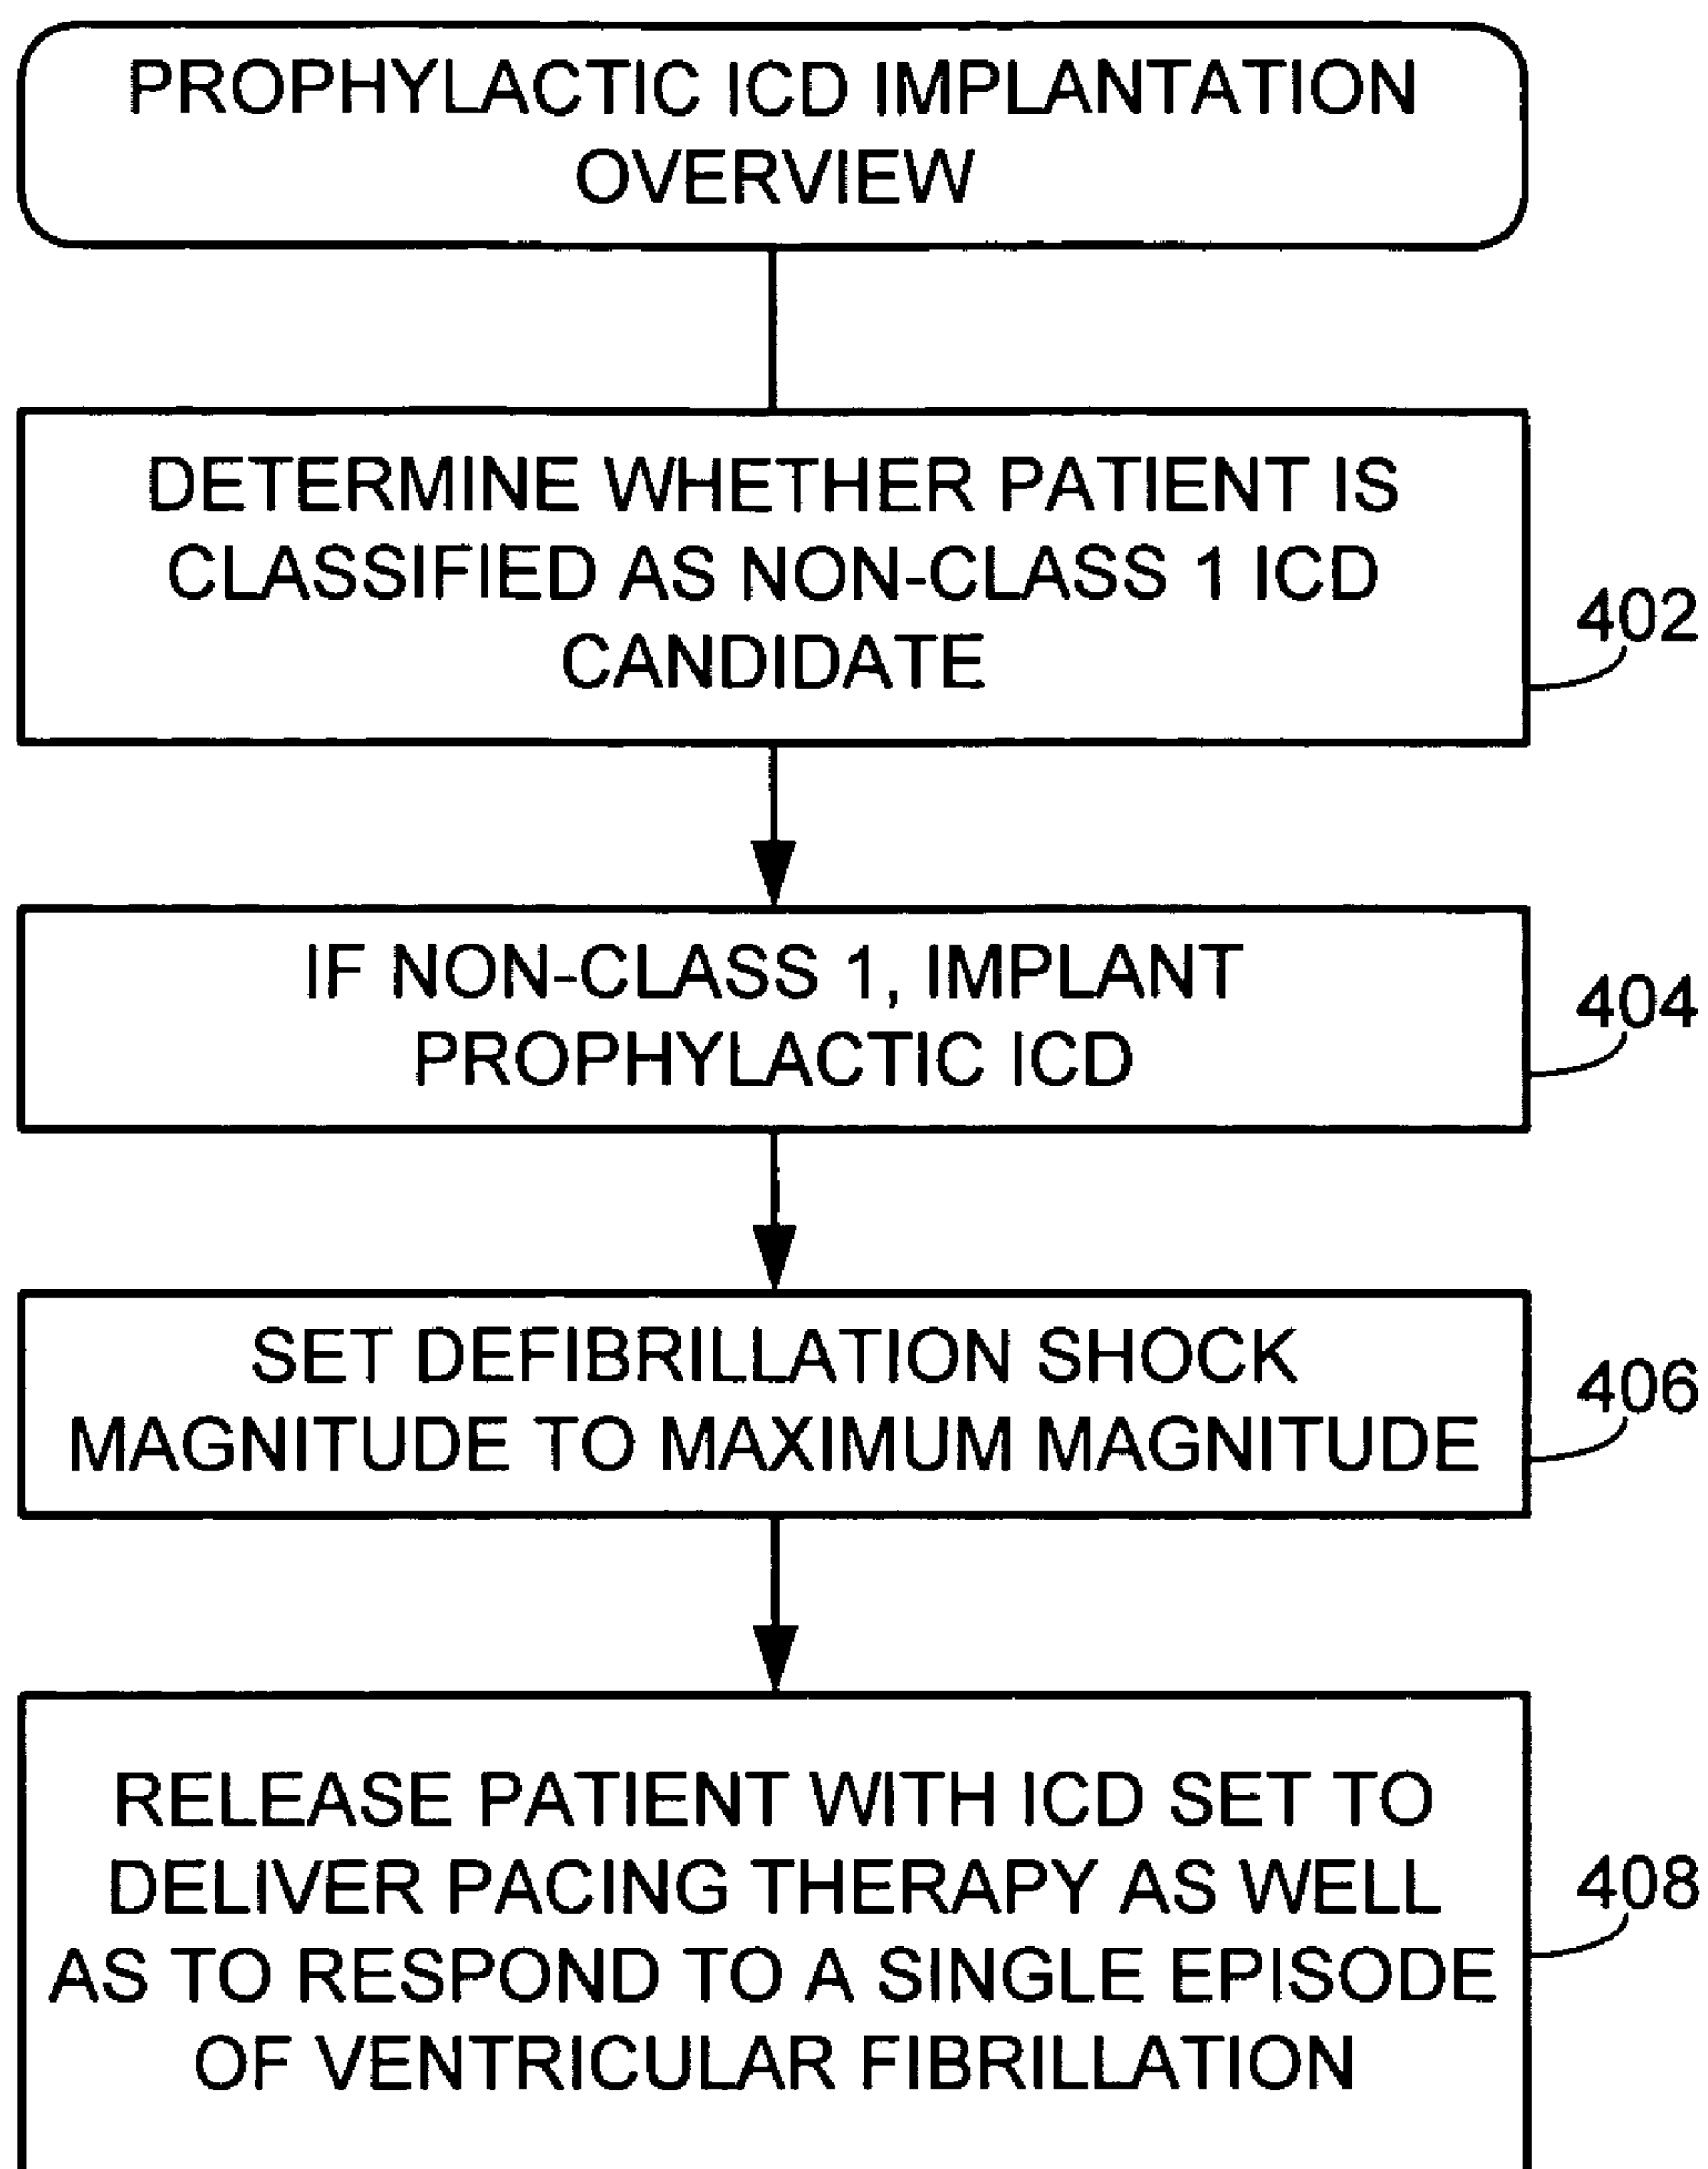 PROPHYLACTIC ICD IMPLANTATION
OVERVIEW
DETERMINE WHETHER PATIENT IS
CLASSIFIED AS NON-CLASS 1 ICD
CANDIDATE
402
IF NON-CLASS 1, IMPLANT
PROPHYLACTIC ICD
404
SET DEFIBRILLATION SHOCK
MAGNITUDE TO MAXIMUM MAGNITUDE
406
RELEASE PATIENT WITH ICD SET TO
DELIVER PACING THERAPY AS WELL
AS TO RESPOND TO A SINGLE EPISODE
OF VENTRICULAR FIBRILLATION
408